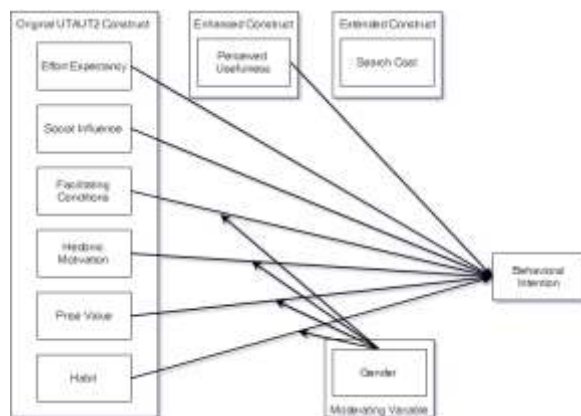 Original UTAUT2 Construct
Enhanced Construct
Extended Construct
Effort Expectancy
Perceived
Usefulness
Search Cost
Social Influence
Facilitating
Conditions
Hedonic
Motivation
Behavioral
Intention
Price Value
Habit
Gender
Moderating Variable